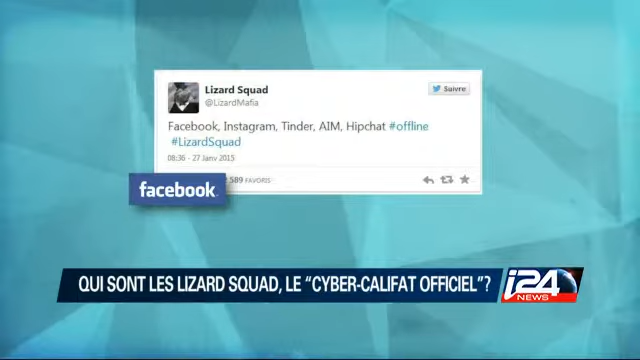 Lizard Squad
@LizardMafia
Suivre
Facebook, Instagram, Tinder, AIM, Hipchat #offline
#LizardSquad
08:36 - 27 Janv 2015
589 FAVORIS
facebook
QUI SONT LES LIZARD SQUAD, LE “CYBER-CALIFAT OFFICIEL”?
i24
NEWS